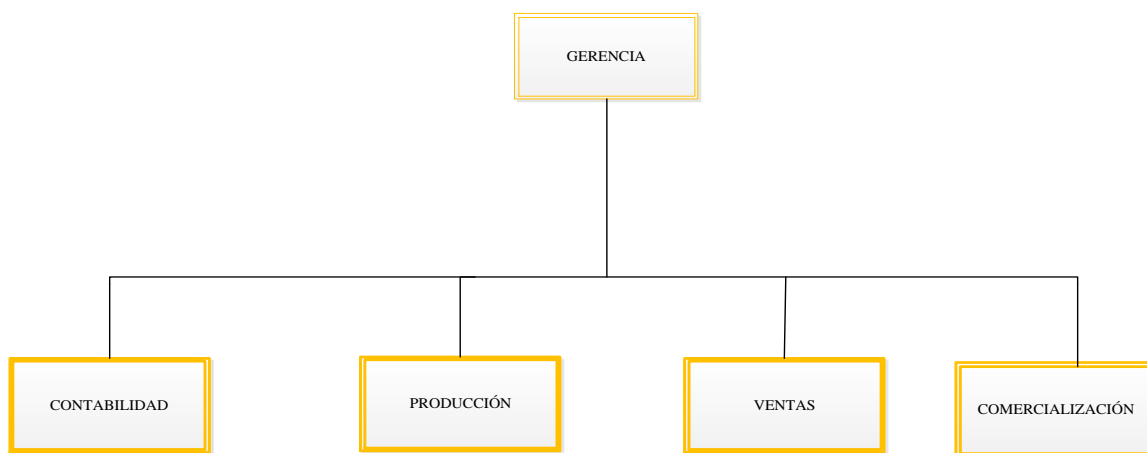 GERENCIA
CONTABILIDAD
PRODUCCIÓN
VENTAS
COMERCIALIZACIÓN